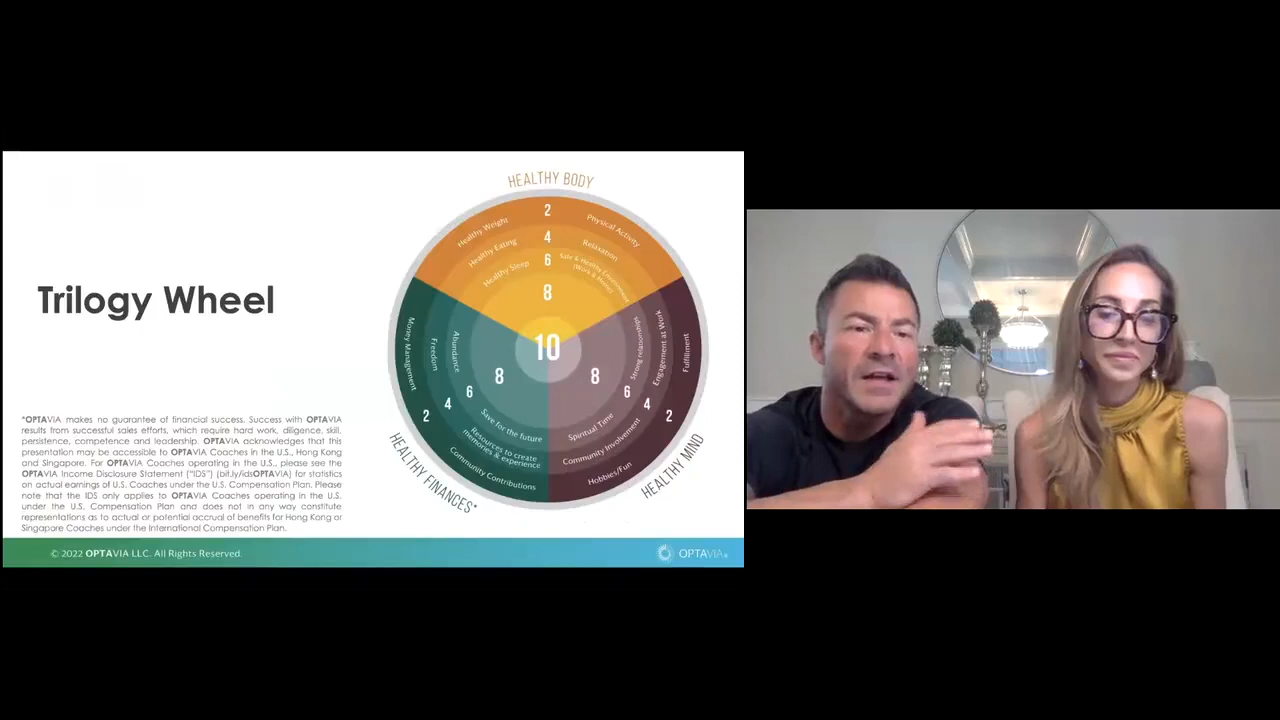 Trilogy Wheel
*OPTAVIA makes no guarantee of financial success. Success with OPTAVIA
results from successful sales efforts, which require hard work, diligence, skill,
persistence, competence and leadership. OPTAVIA acknowledges that this
presentation may be accessible to OPTAVIA Coaches in the U.S., Hong Kong
and Singapore. For OPTAVIA Coaches operating in the U.S., please see the
OPTAVIA Income Disclosure Statement ("IDS") (bit.ly/idsOPTAVIA) for statistics
on actual earnings of U.S. Coaches under the U.S. Compensation Plan. Please
note that the IDS only applies to OPTAVIA Coaches operating in the U.S.
under the U.S. Compensation Plan and does not in any way constitute
representations as to actual or potential accrual of benefits for Hong Kong or
Singapore Coaches under the International Compensation Plan.
HEALTHY BODY
2
4
6
8
10
Healthy Weight
Healthy Eating
Healthy Sleep
Physical Activity
Relaxation
Safe & Healthy Environment
(Work & Home)
Money Management
Freedom
Abundance
8
6
4
2
Save for the future
Resources to create
memories & experience
Community Contributions
HEALTHY FINANCES*
Strong relationships
Engagement at Work
Fulfillment
8
6
4
2
Spiritual Time
Community Involvement
Hobbies/Fun
HEALTHY MIND
© 2022 OPTAVIA LLC. All Rights Reserved.
OPTAVIA®